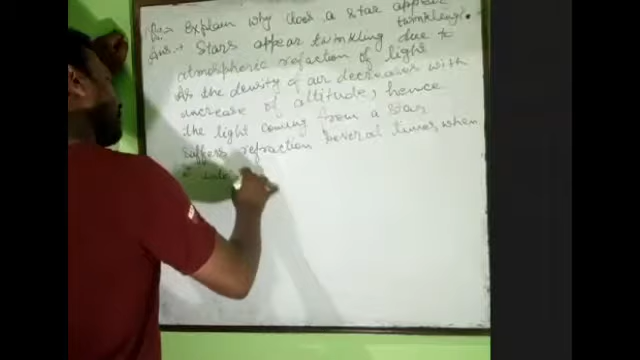 Qu:- Explain why does a star appear
twinkling.
Ans:- Stars appear twinkling due to
atmospheric refraction of light
As the density of air decreases with
increase of altitude, hence
the light coming from a star
suffers refraction several times, when
it